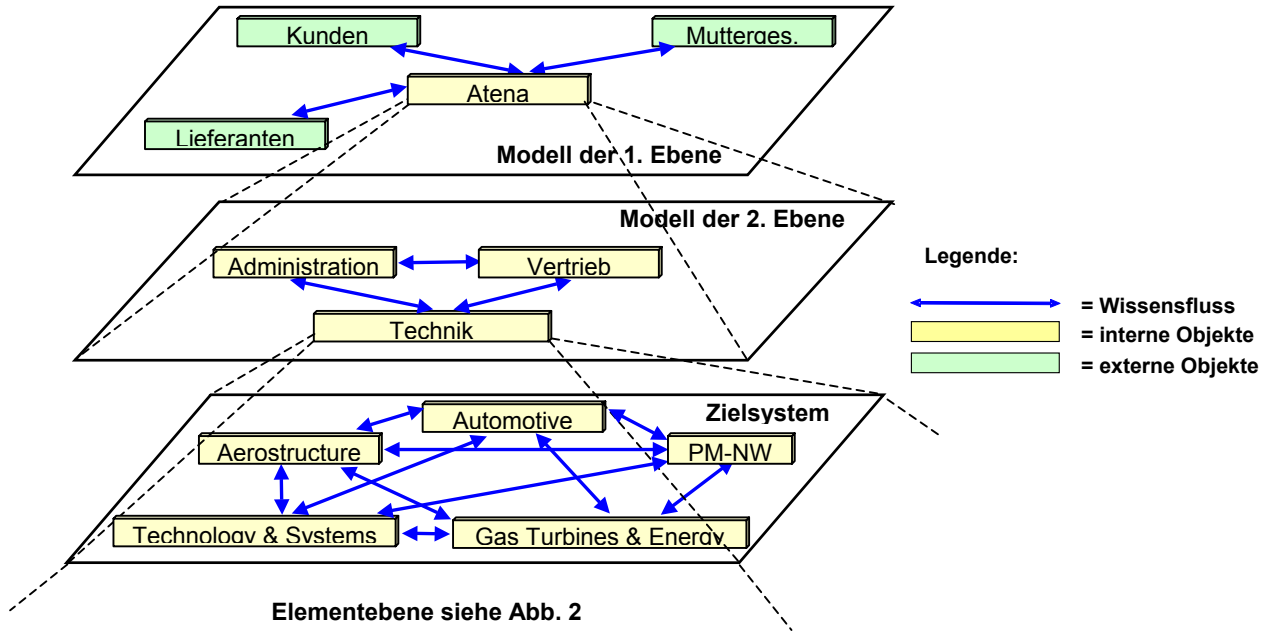 Kunden
Mutterges.
Atena
Lieferanten
Modell der 1. Ebene
Modell der 2. Ebene
Administration
Vertrieb
Technik
Legende:
= Wissensfluss
= interne Objekte
= externe Objekte
Zielsystem
Automotive
Aerostructure
PM-NW
Technology & Systems
Gas Turbines & Energy
Elementebene siehe Abb. 2